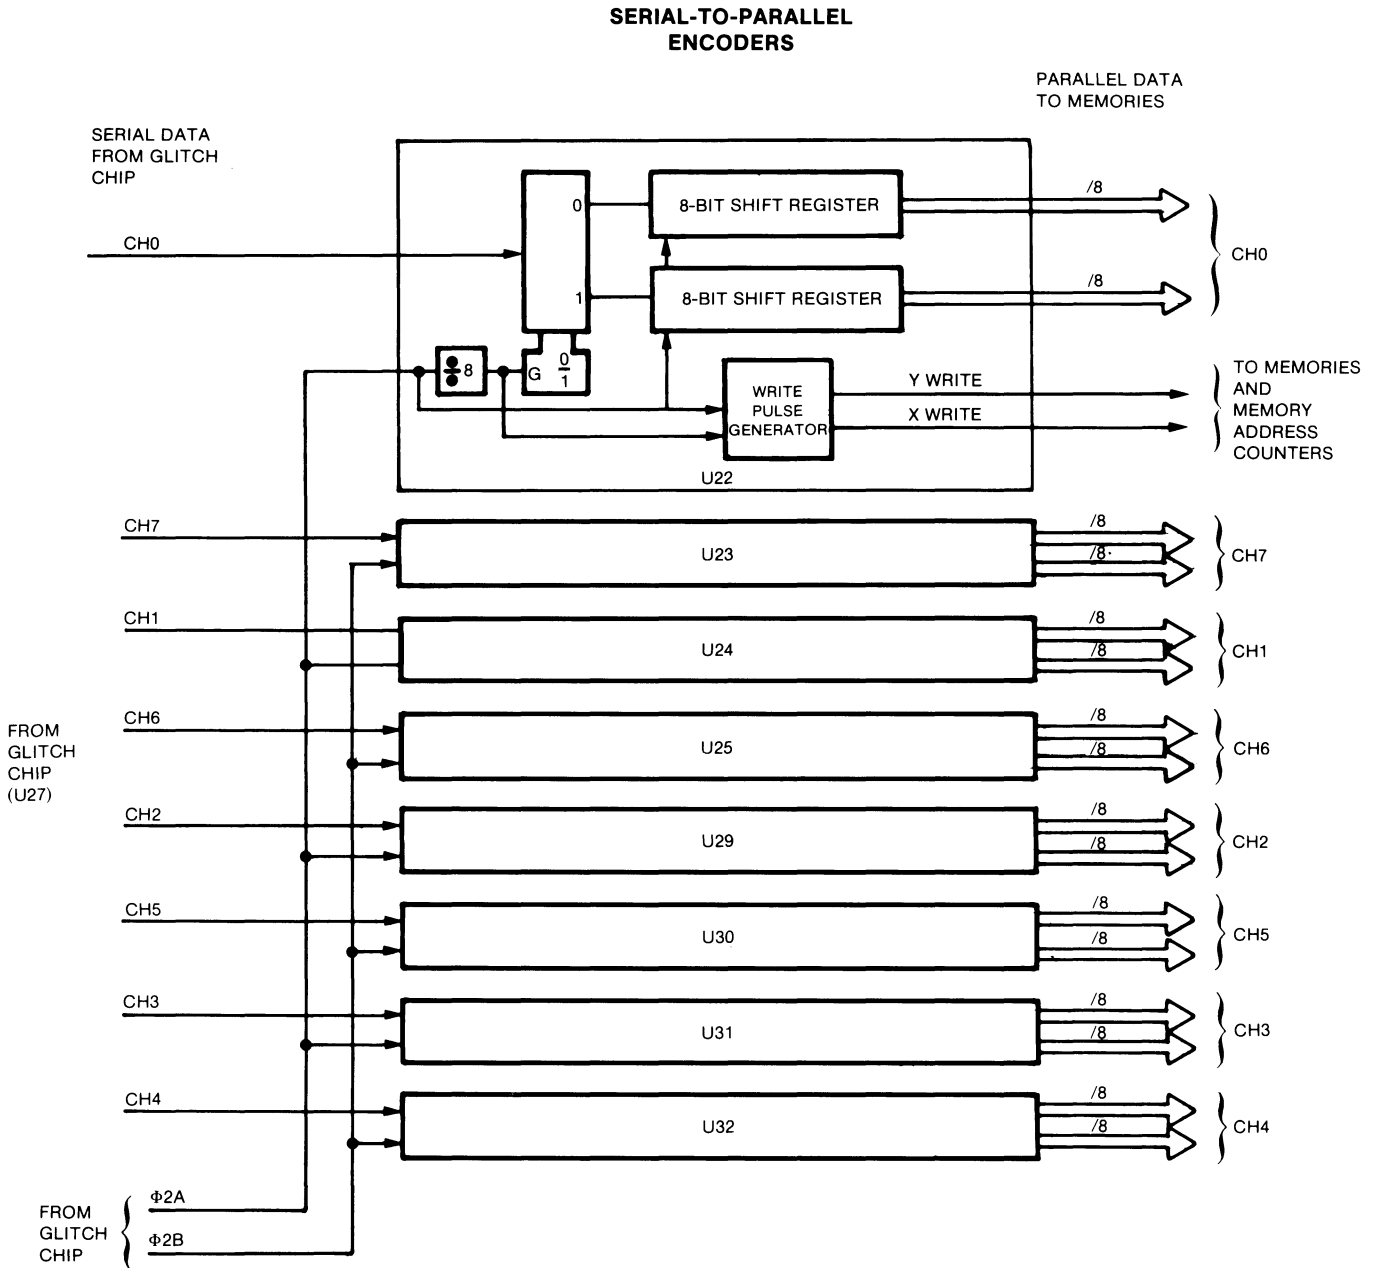 SERIAL-TO-PARALLEL
ENCODERS
PARALLEL DATA
TO MEMORIES
SERIAL DATA
FROM GLITCH
CHIP
CH0
0
8-BIT SHIFT REGISTER
/8
1
8-BIT SHIFT REGISTER
/8
CH0
÷8
G
0
1
WRITE
PULSE
GENERATOR
Y WRITE
X WRITE
TO MEMORIES
AND
MEMORY
ADDRESS
COUNTERS
U22
CH7
U23
/8
/8
CH7
CH1
U24
/8
/8
CH1
FROM
GLITCH
CHIP
(U27)
CH6
U25
/8
/8
CH6
CH2
U29
/8
/8
CH2
CH5
U30
/8
/8
CH5
CH3
U31
/8
/8
CH3
CH4
U32
/8
/8
CH4
FROM
GLITCH
CHIP
Φ2A
Φ2B